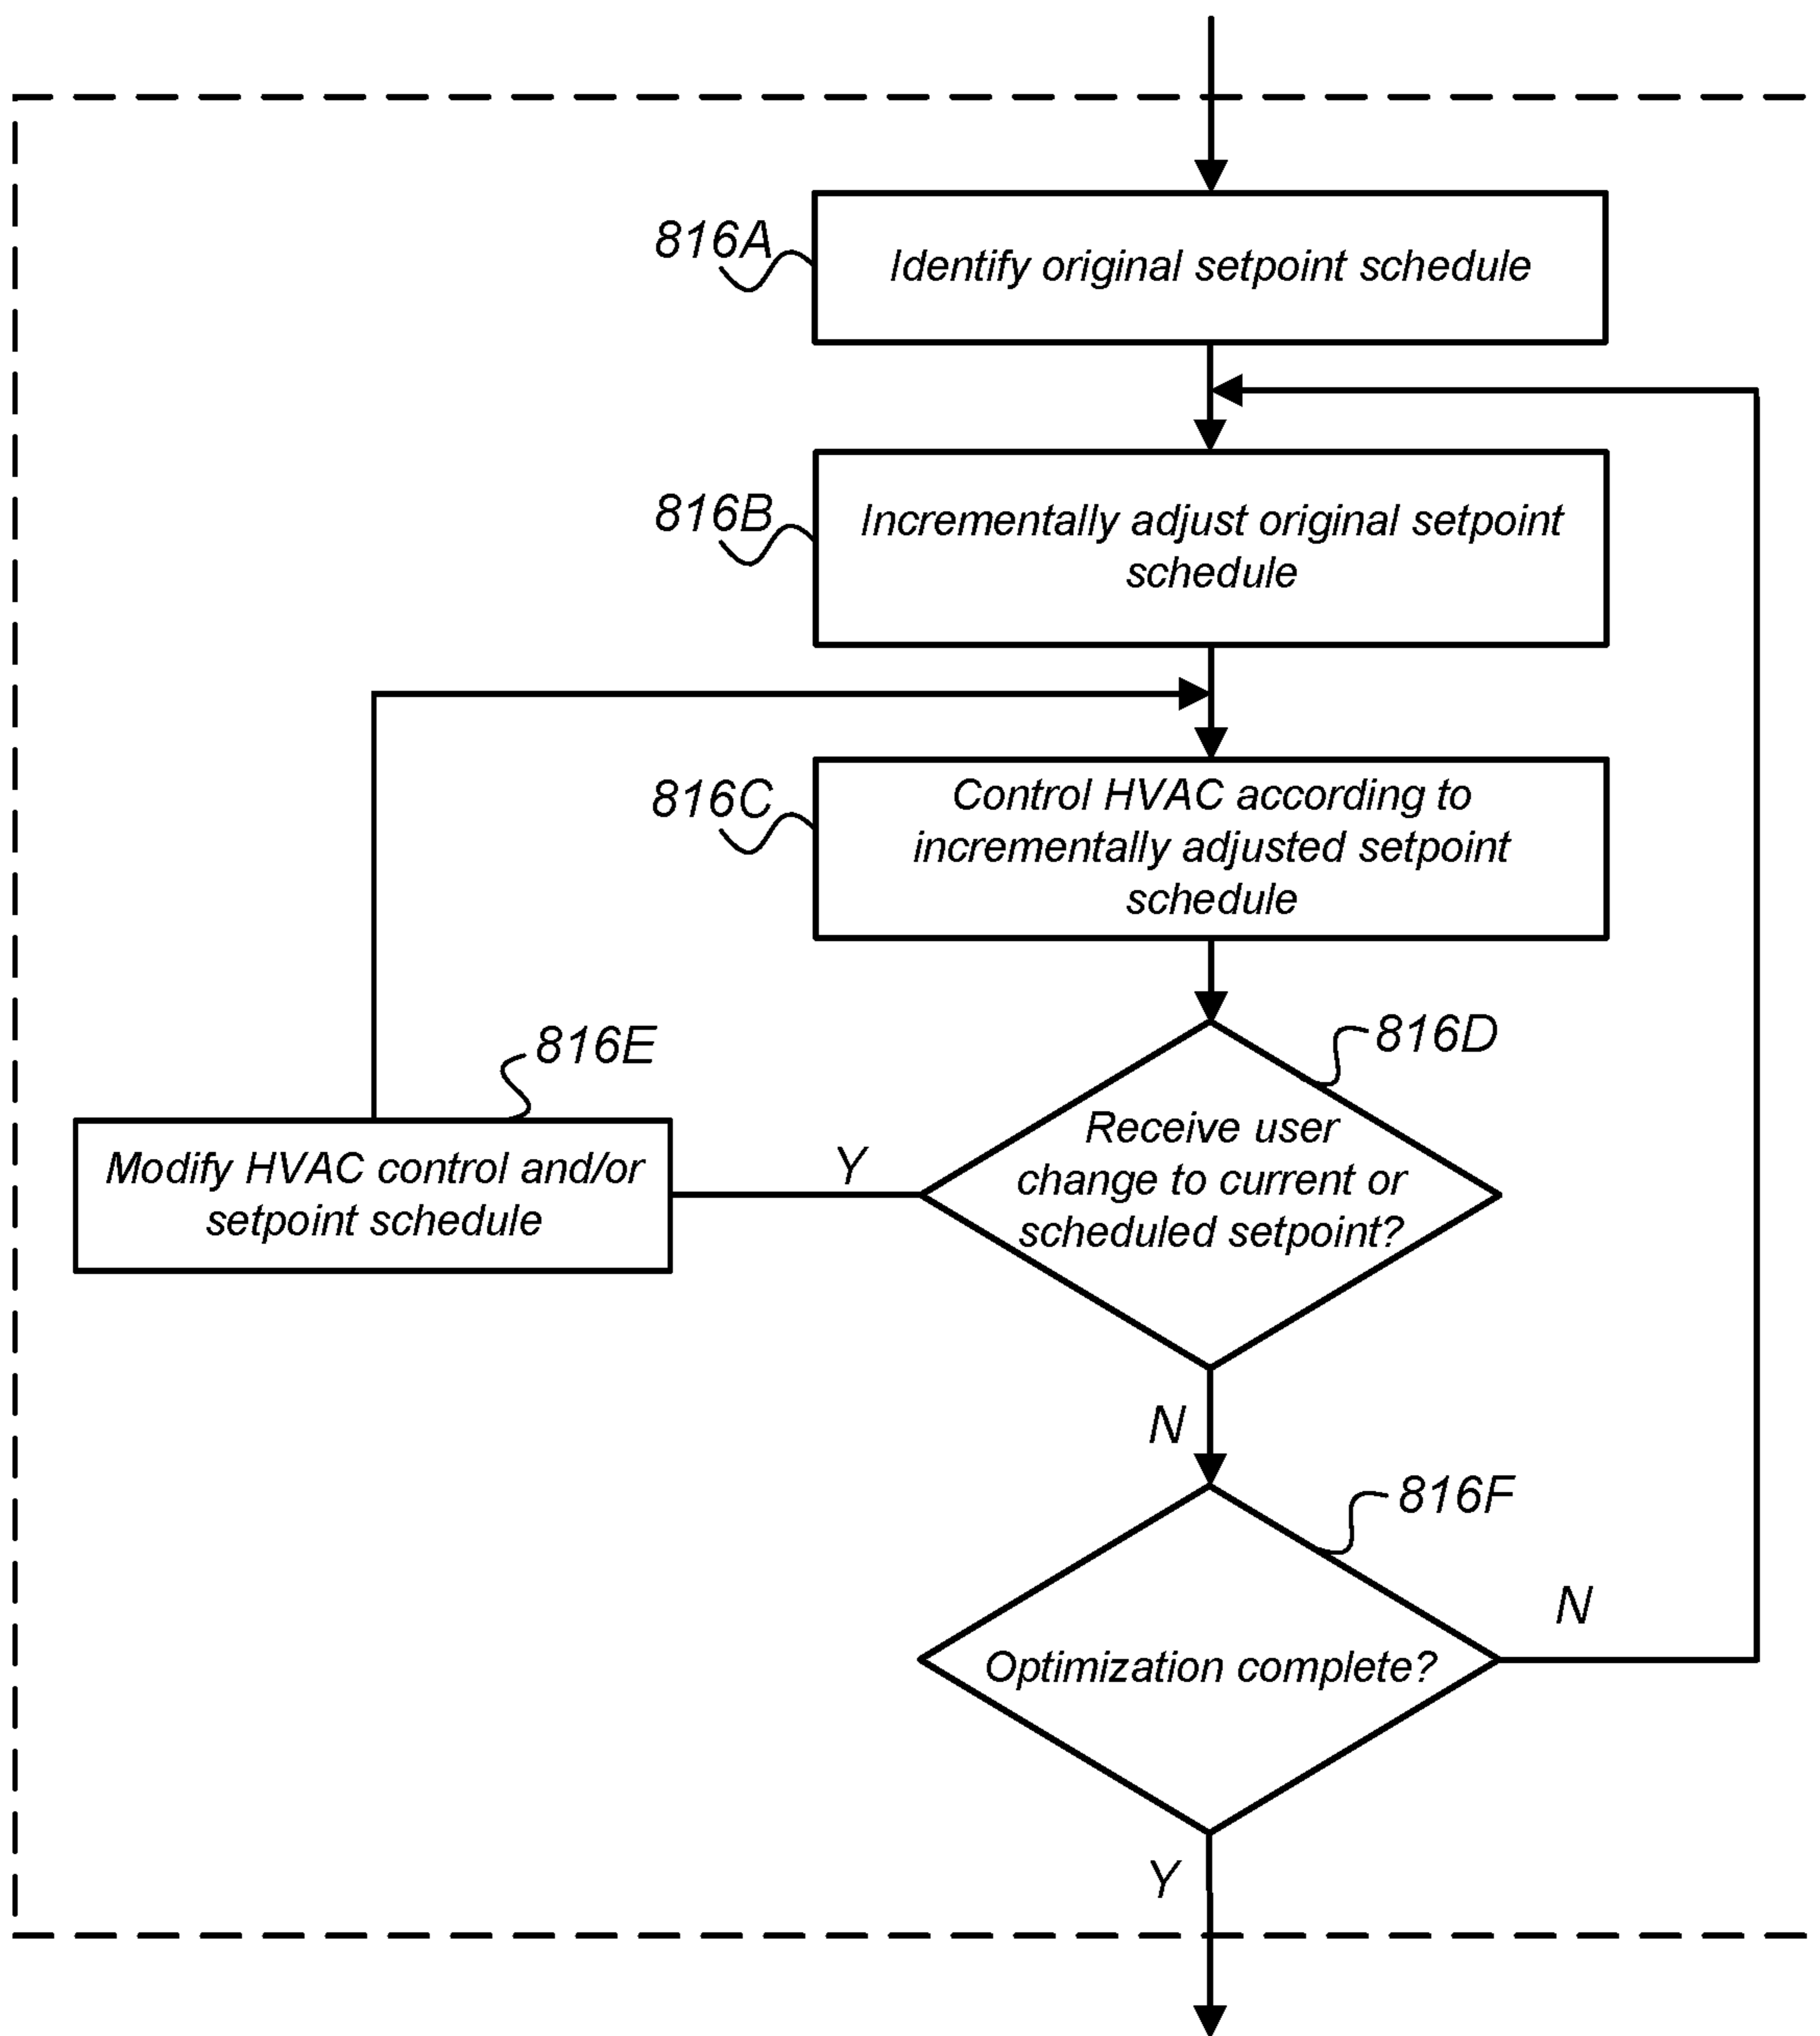 816A
Identify original setpoint schedule
816B
Incrementally adjust original setpoint
schedule
816C
Control HVAC according to
incrementally adjusted setpoint
schedule
816D
Receive user
change to current or
scheduled setpoint?
Y
816E
Modify HVAC control and/or
setpoint schedule
N
816F
Optimization complete?
N
Y